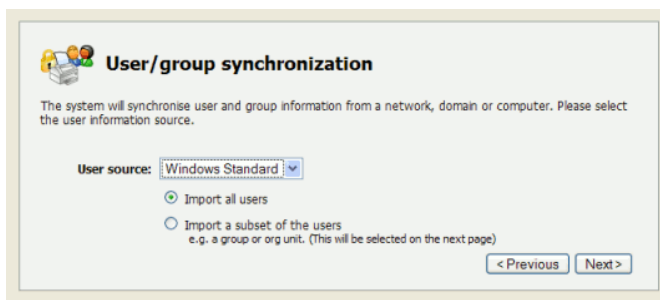 User/group synchronization
The system will synchronise user and group information from a network, domain or computer. Please select
the user information source.
User source: Windows Standard
Import all users
Import a subset of the users
e.g. a group or org unit. (This will be selected on the next page)
< Previous Next >